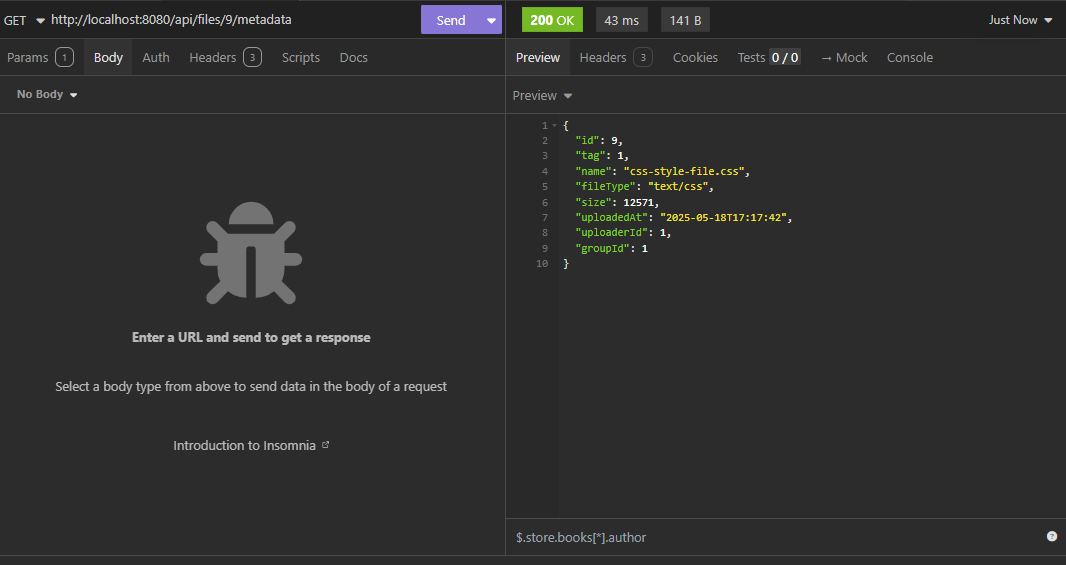 GET http://localhost:8080/api/files/9/metadata Send
200 OK 43 ms 141 B Just Now
Params 1 Body Auth Headers 3 Scripts Docs
Preview Headers 3 Cookies Tests 0 / 0 → Mock Console
No Body
Preview
Enter a URL and send to get a response
Select a body type from above to send data in the body of a request
Introduction to Insomnia
1 {
2 "id": 9,
3 "tag": 1,
4 "name": "css-style-file.css",
5 "fileType": "text/css",
6 "size": 12571,
7 "uploadedAt": "2025-05-18T17:17:42",
8 "uploaderId": 1,
9 "groupId": 1
10 }
$.store.books[*].author ?